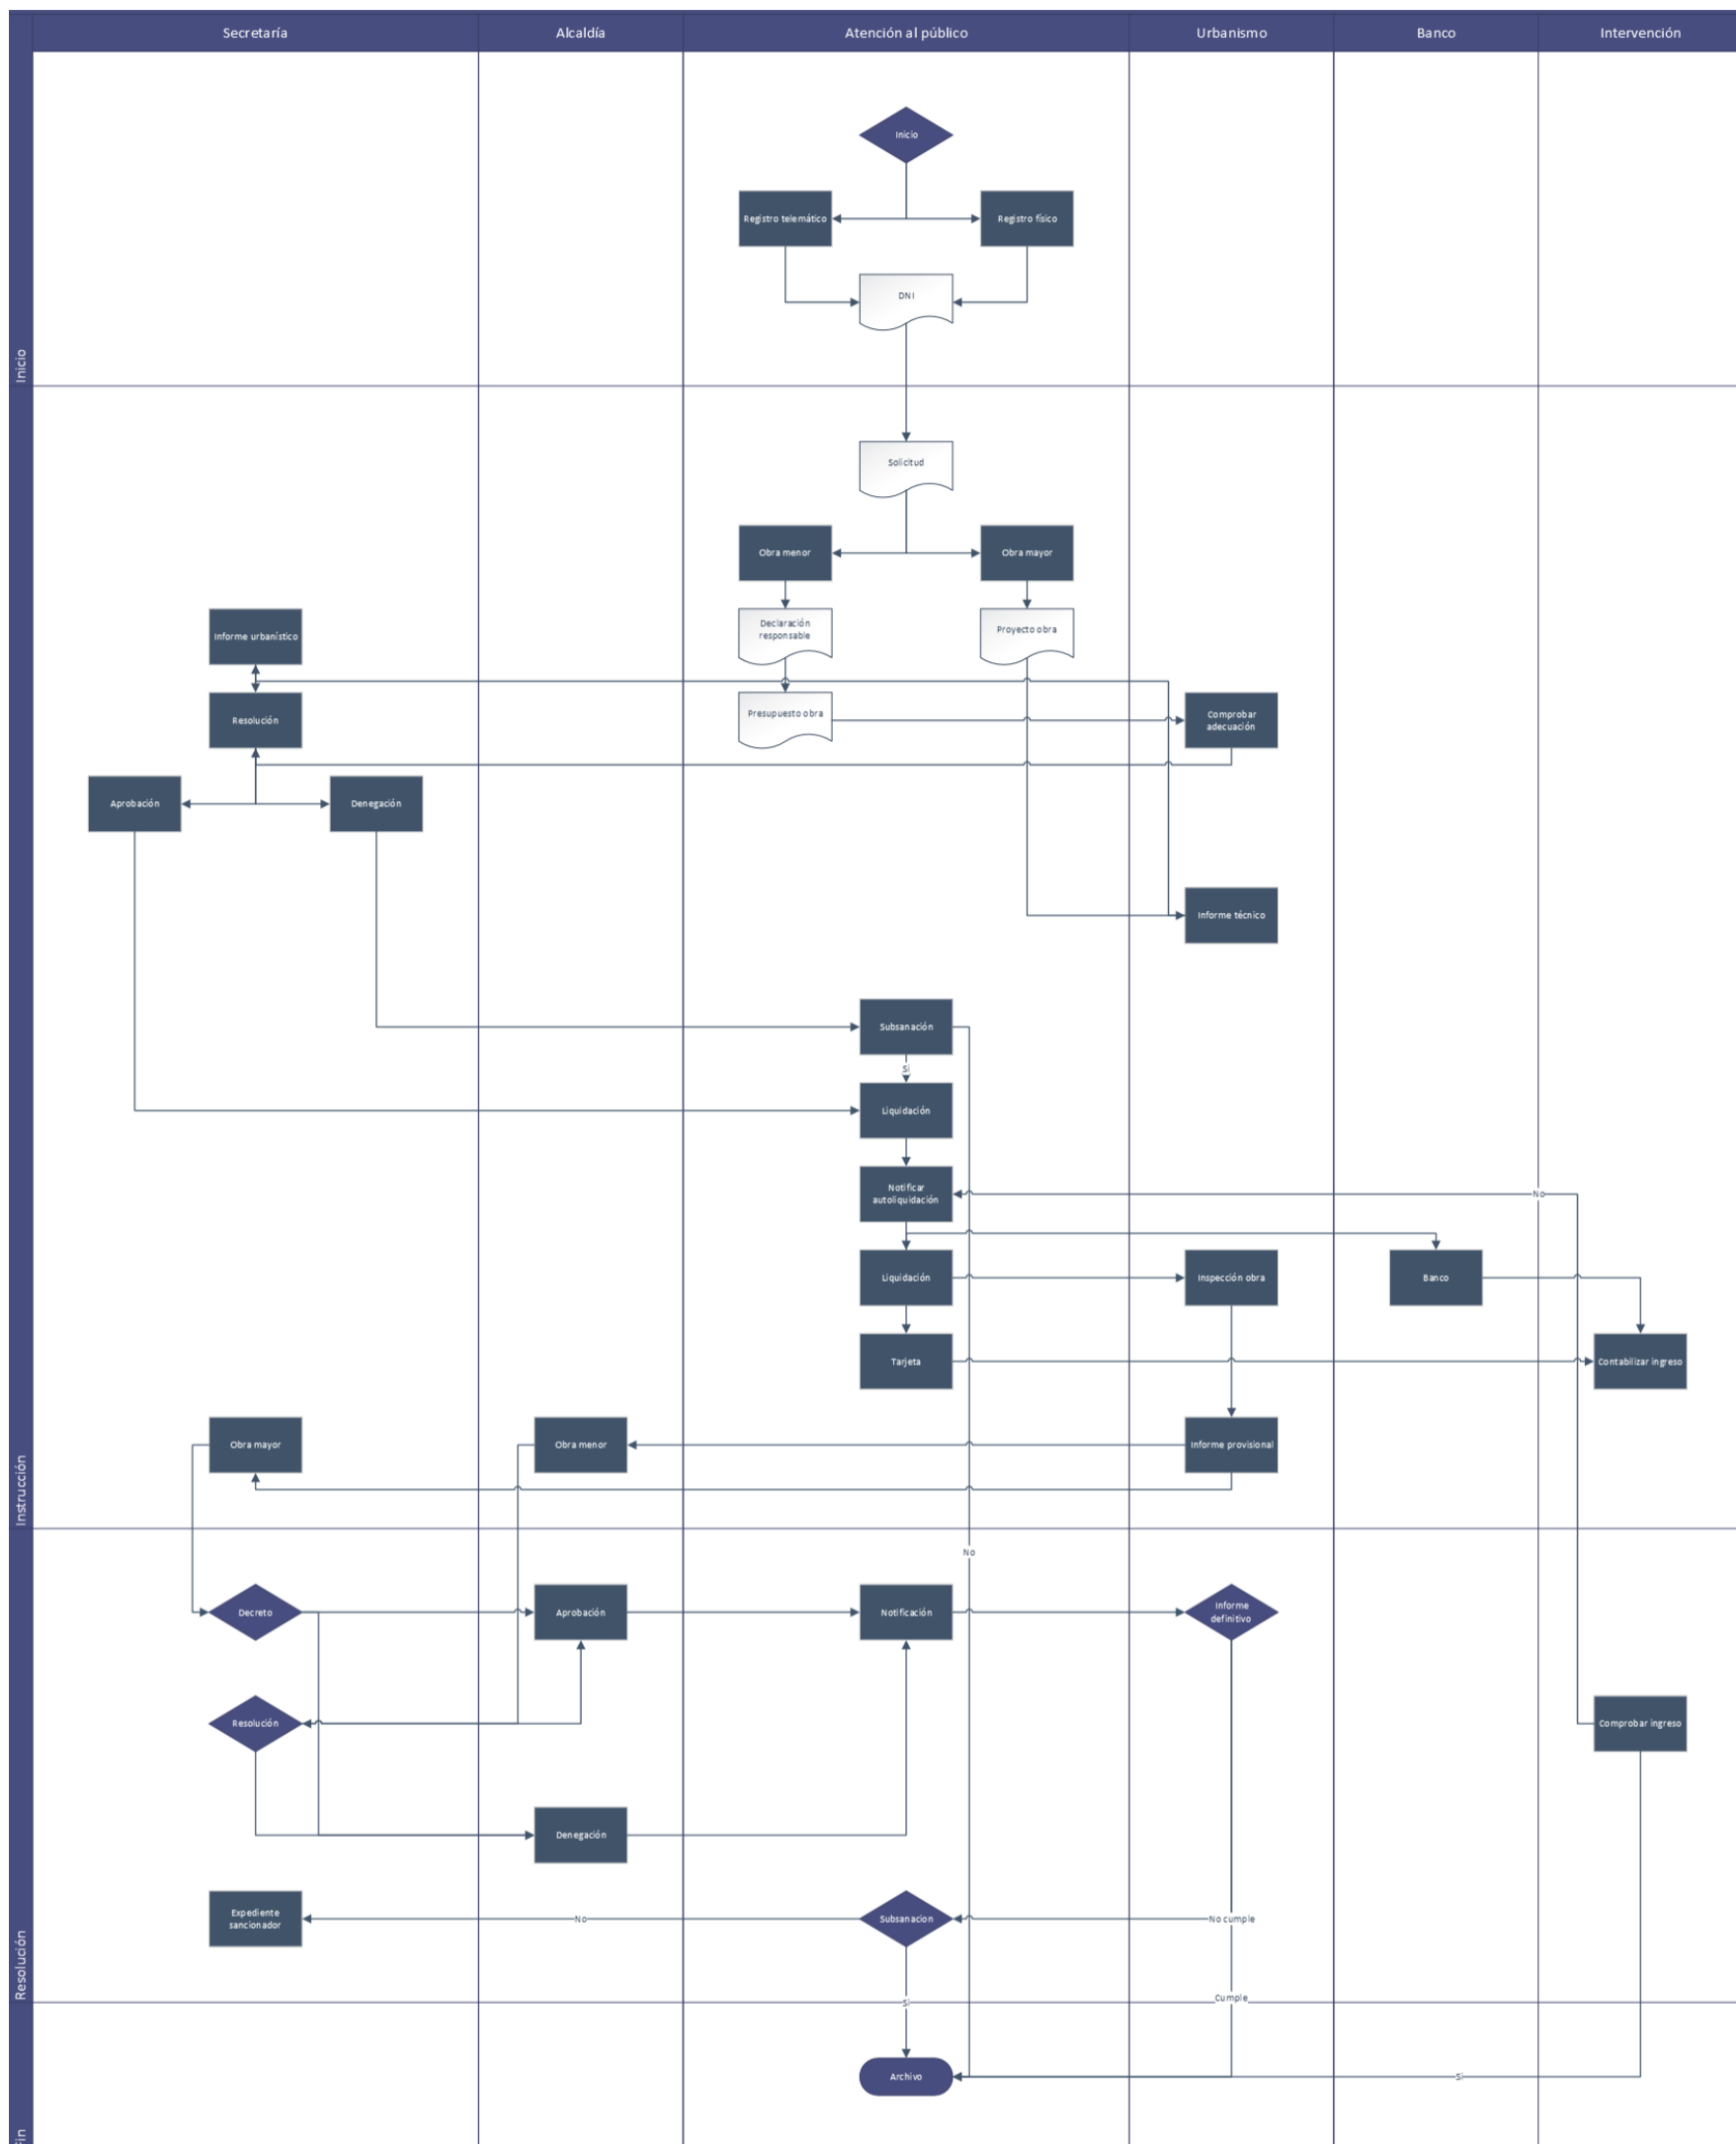 Secretaría
Alcaldía
Atención al público
Urbanismo
Banco
Intervención
Inicio
Inicio
Registro telemático
Registro físico
DNI
Instrucción
Solicitud
Obra menor
Obra mayor
Informe urbanístico
Declaración
responsable
Proyecto obra
Resolución
Presupuesto obra
Comprobar
adecuación
Aprobación
Denegación
Informe técnico
Subsanación
Sí
Liquidación
Notificar
autoliquidación
No
Liquidación
Inspección obra
Banco
Tarjeta
Contabilizar ingreso
Obra mayor
Obra menor
Informe provisional
Resolución
No
Decreto
Aprobación
Notificación
Informe
definitivo
Resolución
Comprobar ingreso
Denegación
Expediente
sancionador
No
Subsanacion
No cumple
Sí
Cumple
Fin
Archivo
Sí